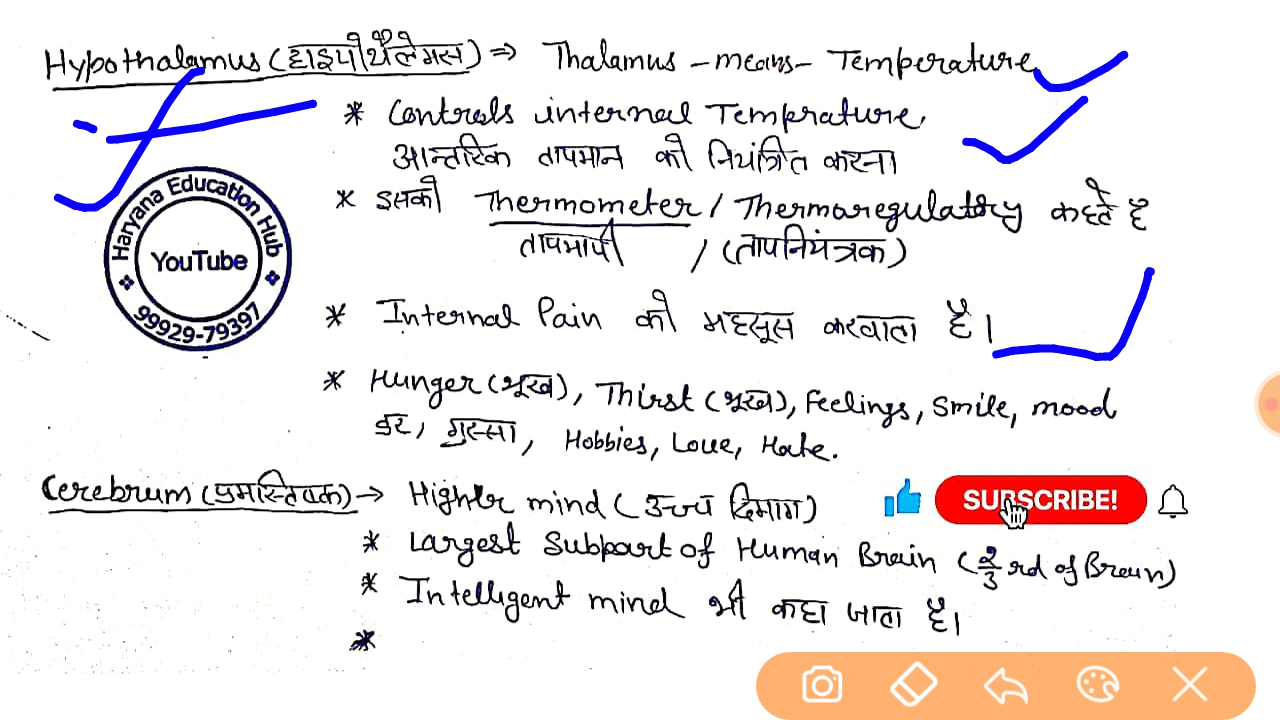 Hypothalamus (हाइपोथैलेमस) ⇒ Thalamus - means - Temperature
* Controls internal Temprature.
आन्तरिक तापमान को नियंत्रित करना
* इसको Thermometer / Thermoregulatory कहते है
तापमापी / (तापनियंत्रक)
Haryana Education Hub
YouTube
99929-79397
* Internal Pain को महसूस करवाता है।
* Hunger (भूख), Thirst (भूख), Feelings, Smile, mood
डर, गुस्सा, Hobbies, Love, Hate.
Cerebrum (प्रमस्तिष्क) → Higher mind (उच्च दिमाग)
SUBSCRIBE!
* Largest Subpart of Human Brain (2/3 rd of Brain)
* Intelligent mind भी कहा जाता है।
*